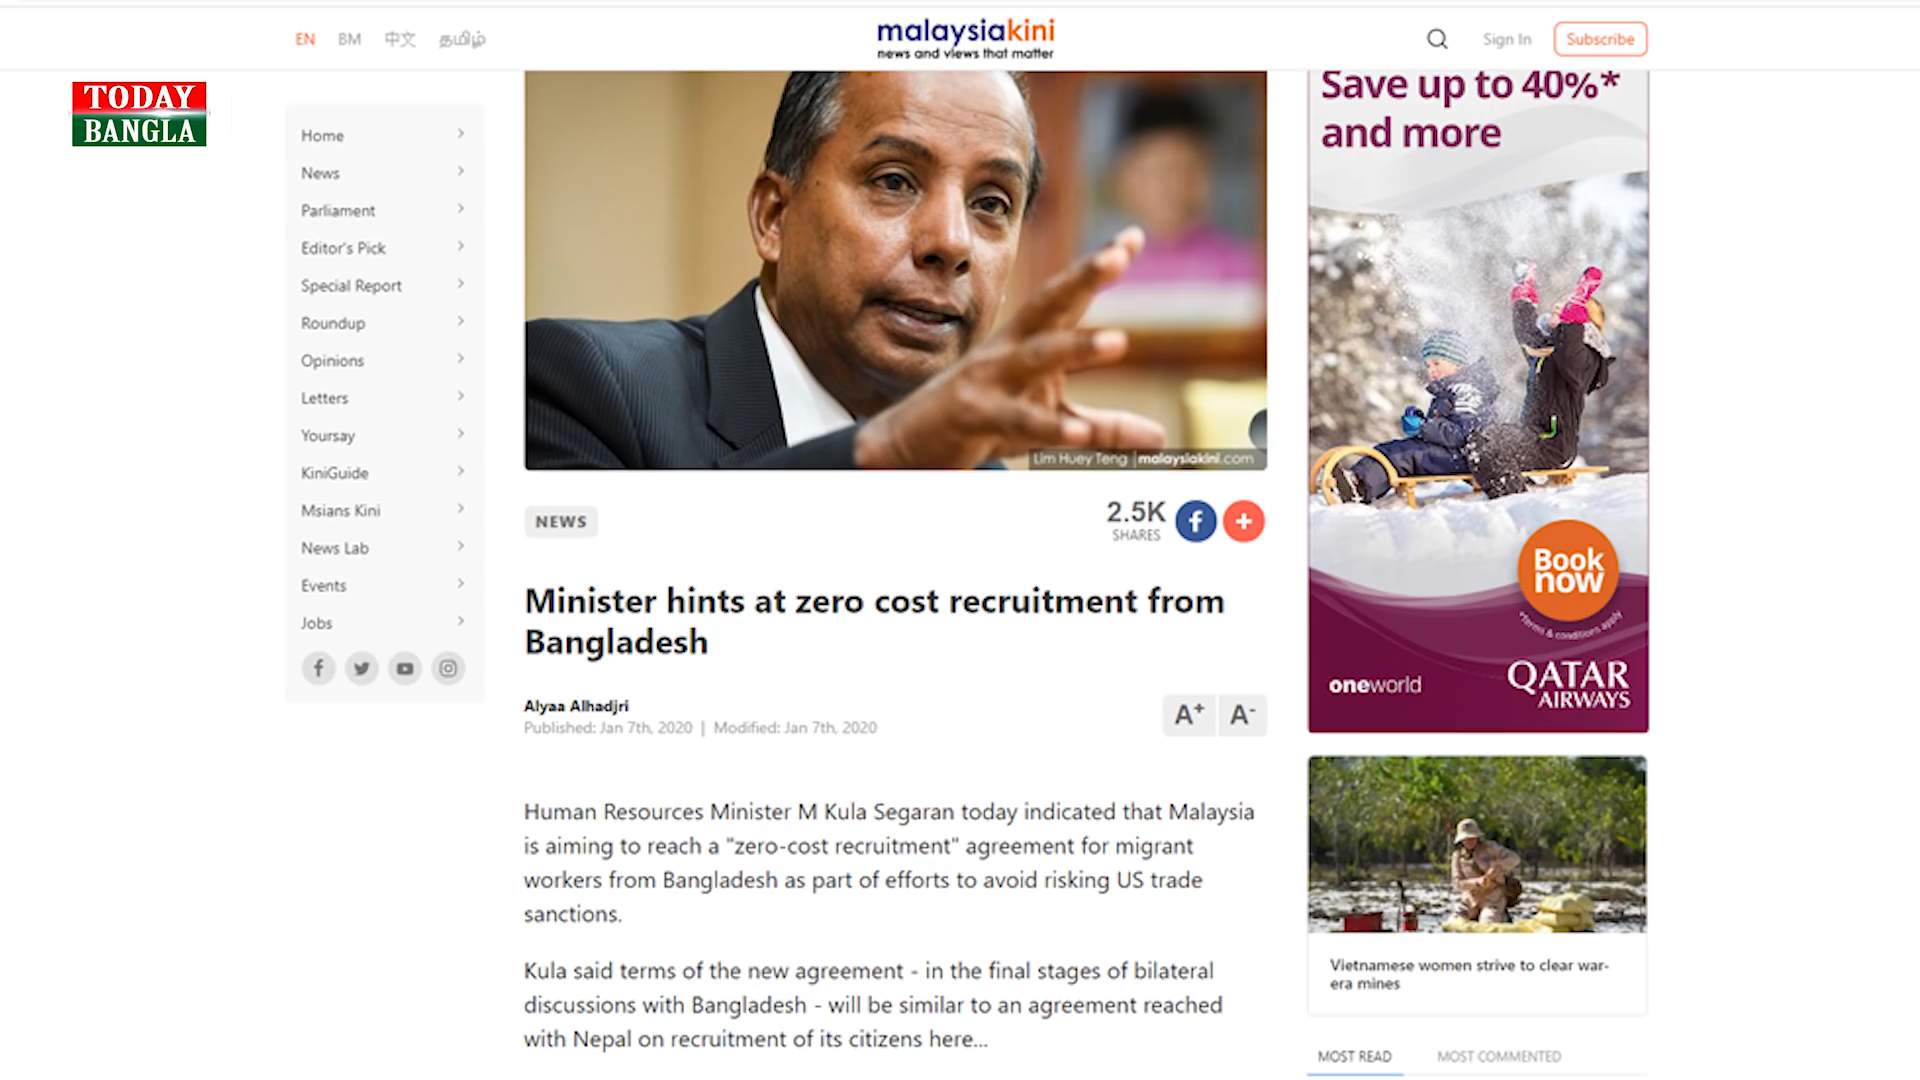 EN BM 中文 தமிழ்
malaysiakini
news and views that matter
Sign In
Subscribe
TODAY
BANGLA
Home
News
Parliament
Editor's Pick
Special Report
Roundup
Opinions
Letters
Yoursay
KiniGuide
Msians Kini
News Lab
Events
Jobs
Lim Huey Teng | malaysiakini.com
NEWS
2.5K
SHARES
Minister hints at zero cost recruitment from
Bangladesh
Alyaa Alhadjri
Published: Jan 7th, 2020 | Modified: Jan 7th, 2020
A+ A-
Human Resources Minister M Kula Segaran today indicated that Malaysia
is aiming to reach a "zero-cost recruitment" agreement for migrant
workers from Bangladesh as part of efforts to avoid risking US trade
sanctions.
Kula said terms of the new agreement - in the final stages of bilateral
discussions with Bangladesh - will be similar to an agreement reached
with Nepal on recruitment of its citizens here...
Save up to 40%*
and more
Book
now
*terms & conditions apply
oneworld
QATAR
AIRWAYS
Vietnamese women strive to clear war-
era mines
MOST READ
MOST COMMENTED